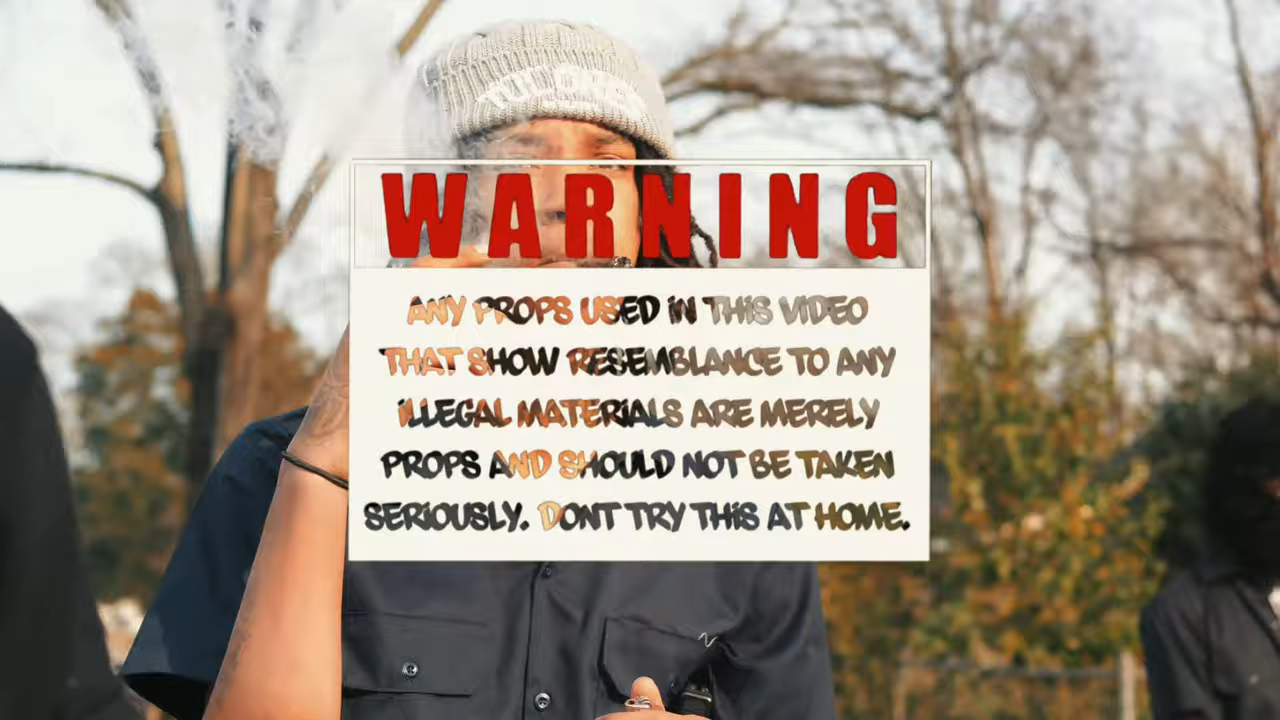 WARNING
ANY PROPS USED IN THIS VIDEO
THAT SHOW RESEMBLANCE TO ANY
ILLEGAL MATERIALS ARE MERELY
PROPS AND SHOULD NOT BE TAKEN
SERIOUSLY. DONT TRY THIS AT HOME.